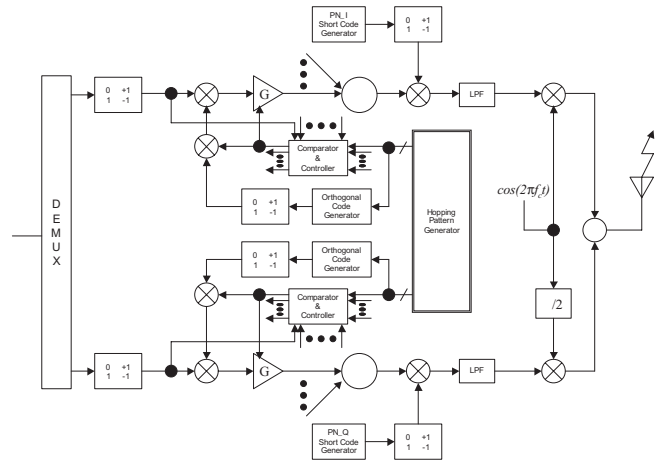 PN_I
Short Code
Generator
0 +1
1 -1
0 +1
1 -1
G
LPF
Comparator
&
Controller
0 +1
1 -1
Orthogonal
Code
Generator
Hopping
Pattern
Generator
cos(2πfct)
DEMUX
0 +1
1 -1
Orthogonal
Code
Generator
Comparator
&
Controller
/2
0 +1
1 -1
G
LPF
PN_Q
Short Code
Generator
0 +1
1 -1